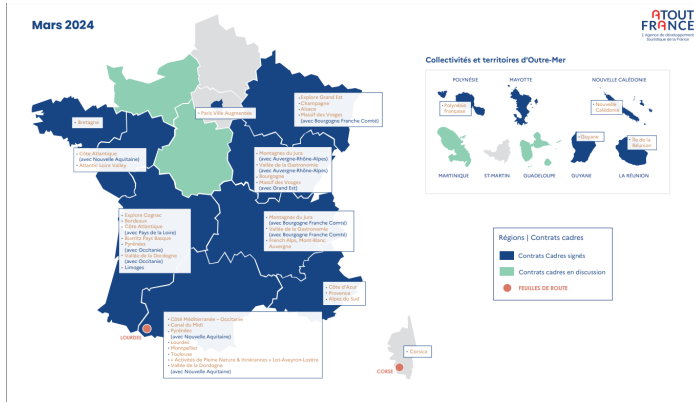 Mars 2024
ATOUT
FRANCE
L'Agence de développement
touristique de la France
Collectivités et territoires d'Outre-Mer
POLYNÉSIE
MAYOTTE
NOUVELLE CALÉDONIE
• Polynésie
française
• Nouvelle
Calédonie
• Guyane
• Île de la
Réunion
MARTINIQUE
ST-MARTIN
GUADELOUPE
GUYANE
LA RÉUNION
• Bretagne
• Paris Ville Augmentée
• Explore Grand Est
• Champagne
• Alsace
• Massif des Vosges
(avec Bourgogne Franche Comté)
• Côte Atlantique
(avec Nouvelle Aquitaine)
• Atlantic Loire Valley
• Montagnes du Jura
(avec Auvergne-Rhône-Alpes)
• Vallée de la Gastronomie
(avec Auvergne-Rhône-Alpes)
• Bourgogne
• Massif des Vosges
(avec Grand Est)
• Explore Cognac
• Bordeaux
• Côte Atlantique
(avec Pays de la Loire)
• Biarritz Pays Basque
• Pyrénées
(avec Occitanie)
• Vallée de la Dordogne
(avec Occitanie)
• Limoges
• Montagnes du Jura
(avec Bourgogne Franche Comté)
• Vallée de la Gastronomie
(avec Bourgogne Franche Comté)
• French Alps, Mont-Blanc
Auvergne
Régions | Contrats cadres
Contrats Cadres signés
Contrats cadres en discussion
FEUILLES DE ROUTE
• Côte d'Azur
• Provence
• Alpes du Sud
LOURDES
• Côté Méditerranée - Occitanie
• Canal du Midi
• Pyrénées
(avec Nouvelle Aquitaine)
• Lourdes
• Montpellier
• Toulouse
• « Activités de Pleine Nature & Itinérances » Lot-Aveyron-Lozère
• Vallée de la Dordogne
(avec Nouvelle Aquitaine)
• Corsica
CORSE